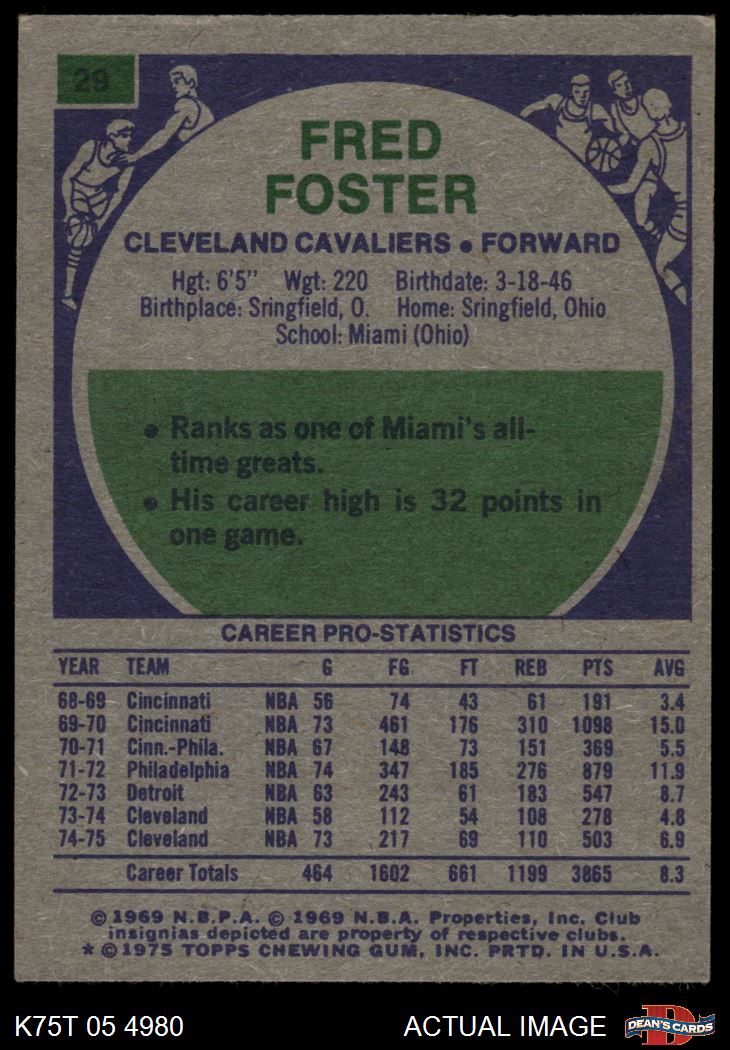 29
FRED
FOSTER
CLEVELAND CAVALIERS • FORWARD
Hgt: 6'5" Wgt: 220 Birthdate: 3-18-46
Birthplace: Sringfield, O. Home: Sringfield, Ohio
School: Miami (Ohio)
• Ranks as one of Miami's all-
time greats.
• His career high is 32 points in
one game.
CAREER PRO-STATISTICS
YEAR TEAM G FG FT REB PTS AVG
68-69 Cincinnati NBA 56 74 43 61 191 3.4
69-70 Cincinnati NBA 73 461 176 310 1098 15.0
70-71 Cinn.-Phila. NBA 67 148 73 151 369 5.5
71-72 Philadelphia NBA 74 347 185 276 879 11.9
72-73 Detroit NBA 63 243 61 183 547 8.7
73-74 Cleveland NBA 58 112 54 108 278 4.8
74-75 Cleveland NBA 73 217 69 110 503 6.9
Career Totals 464 1602 661 1199 3865 8.3
© 1969 N.B.P.A. © 1969 N.B.A. Properties, Inc. Club
insignias depicted are property of respective clubs.
* © 1975 TOPPS CHEWING GUM, INC. PRTD. IN U.S.A.
K75T 05 4980 ACTUAL IMAGE D DEAN'S CARDS